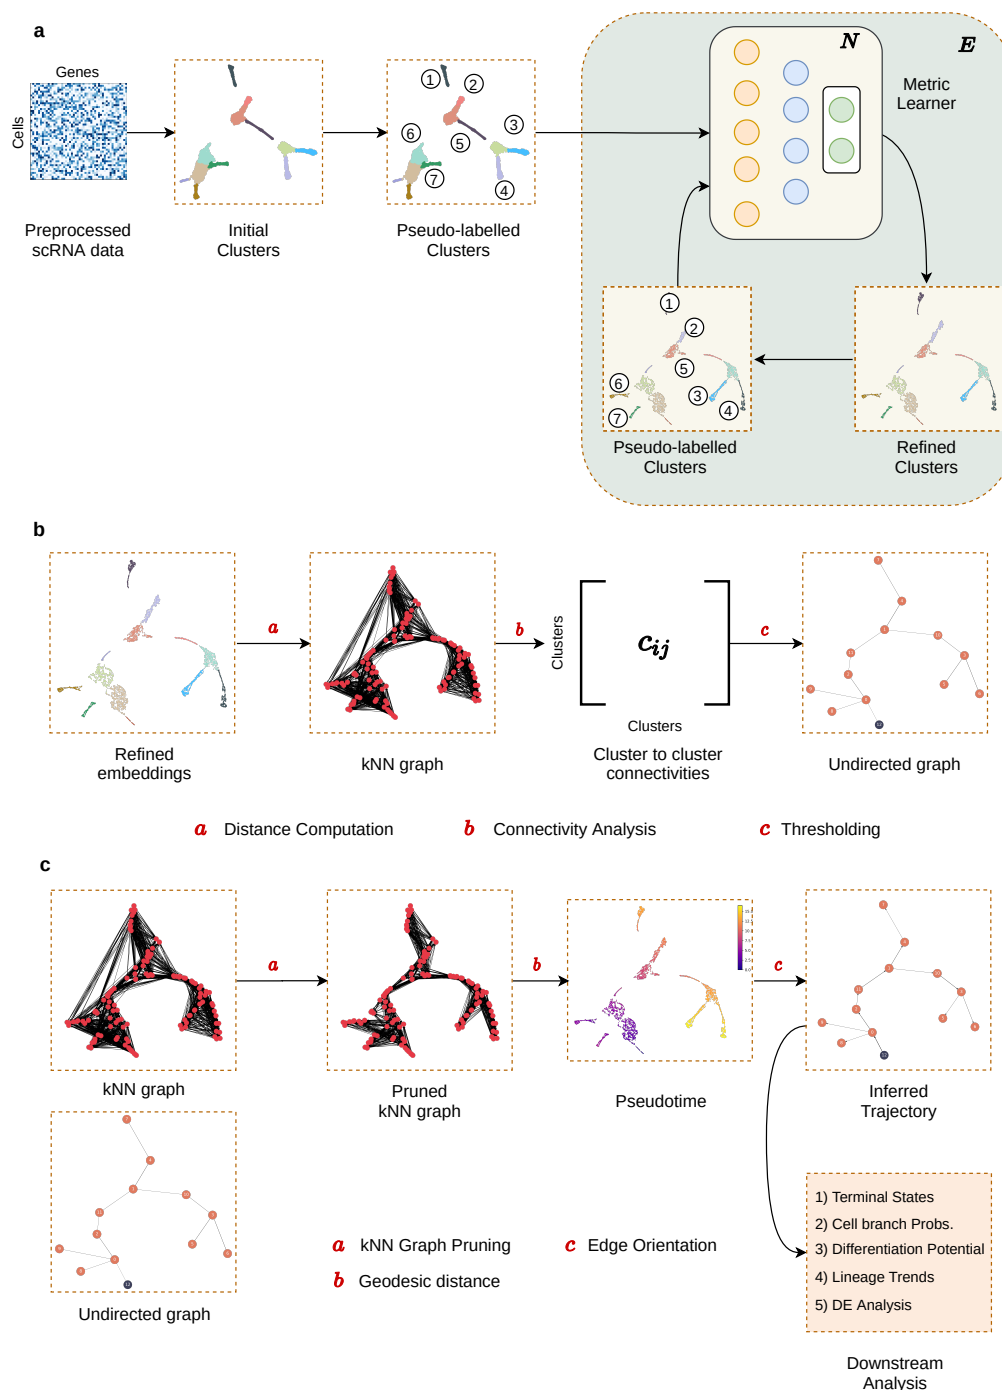 a
Genes
Cells
Preprocessed
scRNA data
Initial
Clusters
1
2
3
4
5
6
7
Pseudo-labelled
Clusters
N
E
Metric
Learner
1
2
5
3
4
6
7
Pseudo-labelled
Clusters
Refined
Clusters
b
Refined
embeddings
a
kNN graph
b
Clusters
c_{ij}
Clusters
Cluster to cluster
connectivities
c
Undirected graph
a Distance Computation
b Connectivity Analysis
c Thresholding
c
kNN graph
a
Pruned
kNN graph
b
Pseudotime
c
Inferred
Trajectory
Undirected graph
a kNN Graph Pruning
b Geodesic distance
c Edge Orientation
1) Terminal States
2) Cell branch Probs.
3) Differentiation Potential
4) Lineage Trends
5) DE Analysis
Downstream
Analysis